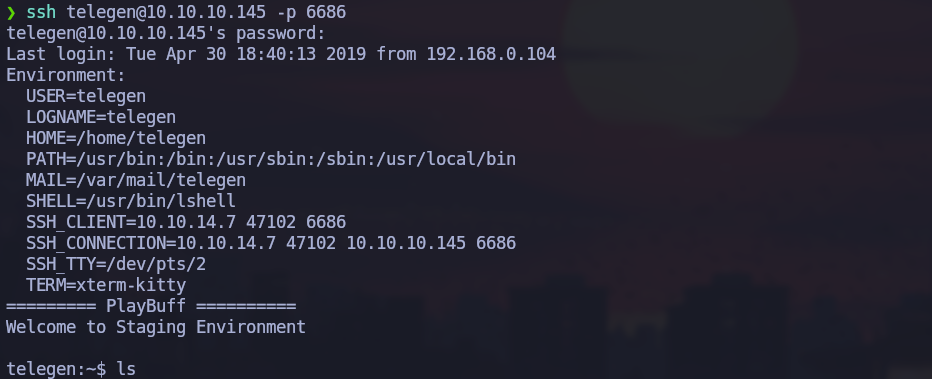 ❯ ssh telegen@10.10.10.145 -p 6686
telegen@10.10.10.145's password:
Last login: Tue Apr 30 18:40:13 2019 from 192.168.0.104
Environment:
  USER=telegen
  LOGNAME=telegen
  HOME=/home/telegen
  PATH=/usr/bin:/bin:/usr/sbin:/sbin:/usr/local/bin
  MAIL=/var/mail/telegen
  SHELL=/usr/bin/lshell
  SSH_CLIENT=10.10.14.7 47102 6686
  SSH_CONNECTION=10.10.14.7 47102 10.10.10.145 6686
  SSH_TTY=/dev/pts/2
  TERM=xterm-kitty
========= PlayBuff ==========
Welcome to Staging Environment
telegen:~$ ls